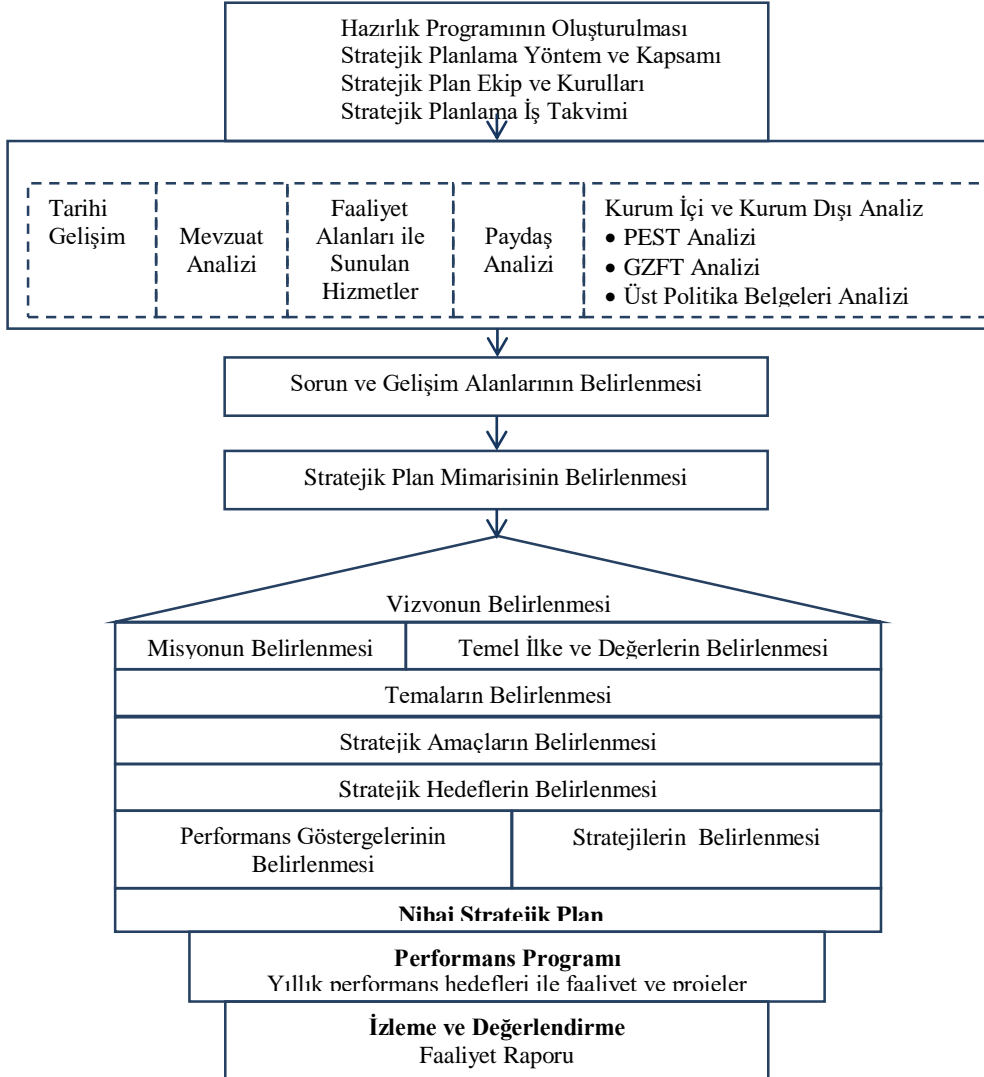 Hazırlık Programının Oluşturulması
Stratejik Planlama Yöntem ve Kapsamı
Stratejik Plan Ekip ve Kurulları
Stratejik Planlama İş Takvimi
Tarihi
Gelişim
Mevzuat
Analizi
Faaliyet
Alanları ile
Sunulan
Hizmetler
Paydaş
Analizi
Kurum İçi ve Kurum Dışı Analiz
• PEST Analizi
• GZFT Analizi
• Üst Politika Belgeleri Analizi
Sorun ve Gelişim Alanlarının Belirlenmesi
Stratejik Plan Mimarisinin Belirlenmesi
Vizyonun Belirlenmesi
Misyonun Belirlenmesi
Temel İlke ve Değerlerin Belirlenmesi
Temaların Belirlenmesi
Stratejik Amaçların Belirlenmesi
Stratejik Hedeflerin Belirlenmesi
Performans Göstergelerinin
Belirlenmesi
Stratejilerin Belirlenmesi
Nihai Stratejik Plan
Performans Programı
Yıllık performans hedefleri ile faaliyet ve projeler
İzleme ve Değerlendirme
Faaliyet Raporu